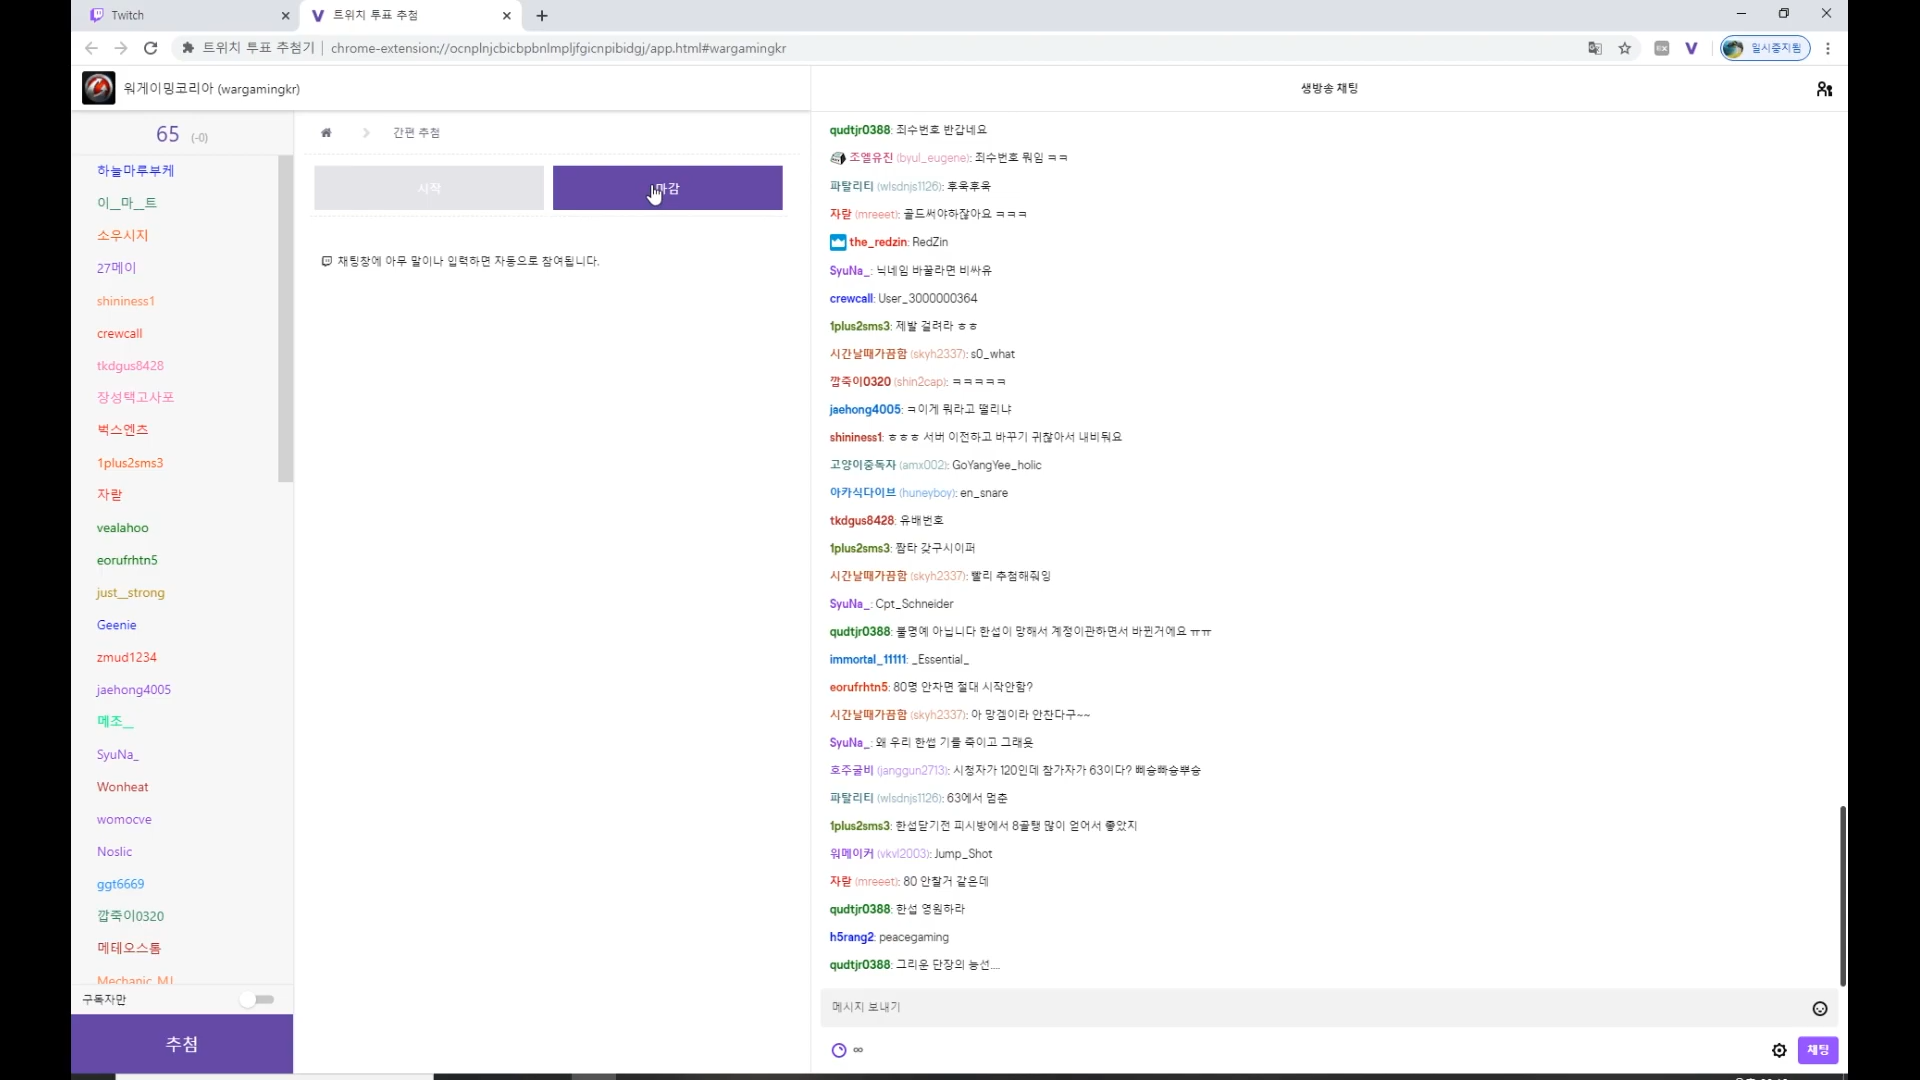 Twitch
트위치 투표 추첨
트위치 투표 추첨기
chrome-extension://ocnplnjcbicbpbnlmpljfgicnpibidgj/app.html#wargamingkr
일시중지됨
워게이밍코리아 (wargamingkr)
생방송 채팅
65 (-0)
간편 추첨
시작
마감
채팅창에 아무 말이나 입력하면 자동으로 참여됩니다.
하늘마루부케
이__마__트
소우시지
27메이
shininess1
crewcall
tkdgus8428
장성택고사포
벅스엔츠
1plus2sms3
자랕
vealahoo
eorufrhtn5
just__strong
Geenie
zmud1234
jaehong4005
메조__
SyuNa_
Wonheat
womocve
Noslic
ggt6669
깝죽이0320
메테오스톰
Mechanic_MJ
구독자만
추첨
qudtjr0388: 죄수번호 반갑네요
조엘유진 (byul_eugene): 죄수번호 뭐임 ㅋㅋ
파탈리티 (wlsdnjs1126): 후욱후욱
자랕 (mreeet): 골드써야하잖아요 ㅋㅋㅋ
the_redzin: RedZin
SyuNa_: 닉네임 바꿀라면 비싸유
crewcall: User_3000000364
1plus2sms3: 제발 걸려라 ㅎㅎ
시간날때가끔함 (skyh2337): s0_what
깝죽이0320 (shin2cap): ㅋㅋㅋㅋㅋ
jaehong4005: ㅋ이게 뭐라고 떨리냐
shininess1: ㅎㅎㅎ 서버 이전하고 바꾸기 귀찮아서 내비둬요
고양이중독자 (amx002): GoYangYee_holic
아카식다이브 (huneyboy): en_snare
tkdgus8428: 유배번호
1plus2sms3: 짬타 갖구시이퍼
시간날때가끔함 (skyh2337): 빨리 추첨해줘잉
SyuNa_: Cpt_Schneider
qudtjr0388: 불명예 아닙니다 한섭이 망해서 계정이관하면서 바뀐거에요 ㅠㅠ
immortal_11111: _Essential_
eorufrhtn5: 80명 안차면 절대 시작안함?
시간날때가끔함 (skyh2337): 아 망겜이라 안찬다구~~
SyuNa_: 왜 우리 한섭 기를 죽이고 그래욧
호주굴비 (janggun2713): 시청자가 120인데 참가자가 63이다? 삐슝빠슝뿌슝
파탈리티 (wlsdnjs1126): 63에서 멈춘
1plus2sms3: 한섭닫기전 피시방에서 8골탱 많이 얻어서 좋았지
워메이커 (vkvl2003): Jump_Shot
자랕 (mreeet): 80 안찰거 같은데
qudtjr0388: 한섭 영원하라
h5rang2: peacegaming
qudtjr0388: 그리운 단장의 능선....
메시지 보내기
∞
채팅